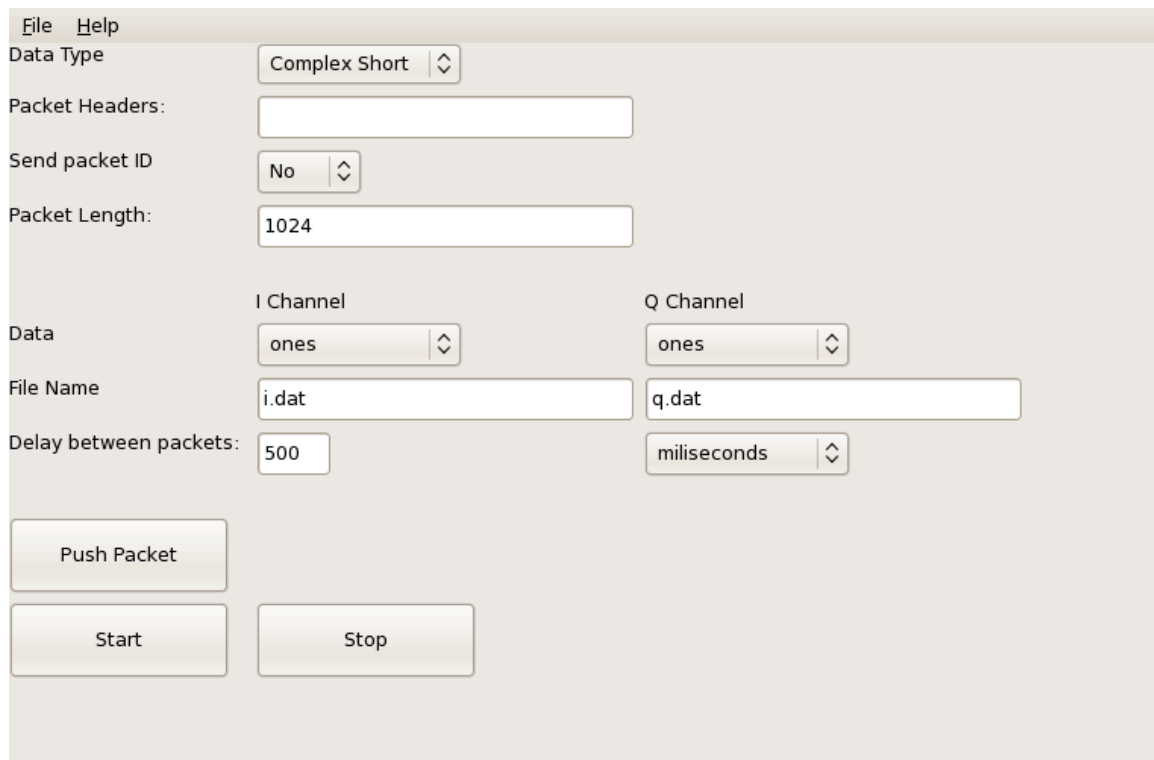 File Help
Data Type Complex Short
Packet Headers:
Send packet ID No
Packet Length: 1024
I Channel Q Channel
Data ones ones
File Name i.dat q.dat
Delay between packets: 500 miliseconds
Push Packet
Start Stop